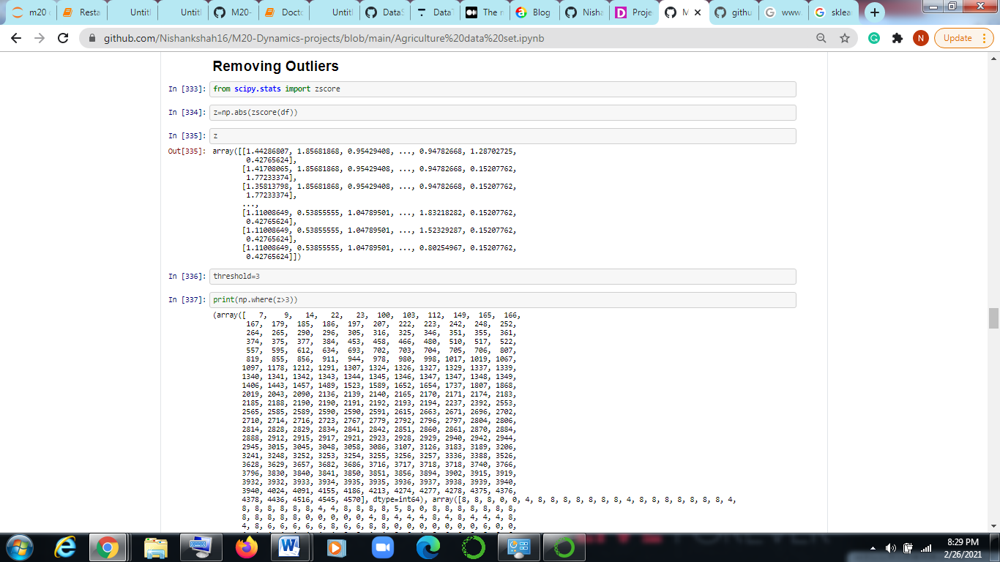 m20 Resta Untitl Untitl M20- Docto Untitl DataS DataT The m Blog Nisha Proje M githu www. sklea
github.com/Nishankshah16/M20-Dynamics-projects/blob/main/Agriculture%20data%20set.ipynb N Update
Removing Outliers
In [333]: from scipy.stats import zscore
In [334]: z=np.abs(zscore(df))
In [335]: z
Out[335]: array([[1.44286807, 1.85681868, 0.95429408, ..., 0.94782668, 1.28702725,
0.42765624],
[1.41708065, 1.85681868, 0.95429408, ..., 0.94782668, 0.15207762,
1.77233374],
[1.35813798, 1.85681868, 0.95429408, ..., 0.94782668, 0.15207762,
1.77233374],
...,
[1.11008649, 0.53855555, 1.04789501, ..., 1.83218282, 0.15207762,
0.42765624],
[1.11008649, 0.53855555, 1.04789501, ..., 1.52329287, 0.15207762,
0.42765624],
[1.11008649, 0.53855555, 1.04789501, ..., 0.80254967, 0.15207762,
0.42765624]])
In [336]: threshold=3
In [337]: print(np.where(z>3))
(array([ 7, 9, 14, 22, 23, 100, 103, 112, 149, 165, 166,
167, 179, 185, 186, 197, 207, 222, 223, 242, 248, 252,
264, 265, 290, 296, 305, 316, 325, 346, 351, 355, 361,
374, 375, 377, 384, 453, 458, 466, 480, 510, 517, 522,
557, 595, 612, 634, 693, 702, 703, 704, 705, 706, 807,
819, 855, 856, 911, 944, 978, 980, 998, 1017, 1019, 1067,
1097, 1178, 1212, 1291, 1307, 1324, 1326, 1327, 1329, 1337, 1339,
1340, 1341, 1342, 1343, 1344, 1345, 1346, 1347, 1347, 1348, 1349,
1406, 1443, 1457, 1489, 1523, 1589, 1652, 1654, 1737, 1807, 1868,
2019, 2043, 2090, 2136, 2139, 2140, 2165, 2170, 2171, 2174, 2183,
2185, 2188, 2190, 2190, 2191, 2192, 2193, 2194, 2237, 2392, 2553,
2565, 2585, 2589, 2590, 2590, 2591, 2615, 2663, 2671, 2696, 2702,
2710, 2714, 2716, 2723, 2767, 2779, 2792, 2796, 2797, 2804, 2806,
2814, 2828, 2829, 2834, 2841, 2842, 2851, 2860, 2861, 2870, 2884,
2888, 2912, 2915, 2917, 2921, 2923, 2928, 2929, 2940, 2942, 2944,
2945, 3015, 3045, 3048, 3058, 3086, 3107, 3126, 3183, 3189, 3206,
3241, 3248, 3252, 3253, 3254, 3255, 3256, 3257, 3336, 3388, 3526,
3628, 3629, 3657, 3682, 3686, 3716, 3717, 3718, 3718, 3740, 3766,
3796, 3830, 3840, 3841, 3850, 3851, 3856, 3894, 3902, 3915, 3919,
3932, 3932, 3933, 3934, 3935, 3935, 3936, 3937, 3938, 3939, 3940,
3940, 4024, 4091, 4155, 4186, 4213, 4274, 4277, 4278, 4375, 4376,
4378, 4436, 4516, 4545, 4570], dtype=int64), array([8, 8, 8, 0, 0, 4, 8, 8, 8, 8, 8, 8, 8, 4, 8, 8, 8, 8, 8, 8, 8, 4,
8, 8, 8, 8, 8, 8, 4, 4, 8, 8, 8, 8, 5, 8, 0, 8, 8, 8, 8, 8, 8, 8,
8, 8, 8, 8, 8, 0, 0, 0, 0, 4, 8, 4, 4, 4, 8, 4, 8, 4, 4, 4, 8, 4,
4, 8, 6, 6, 6, 6, 6, 8, 6, 6, 8, 8, 0, 0, 0, 0, 0, 0, 0, 6, 0, 0,
8:29 PM
2/26/2021